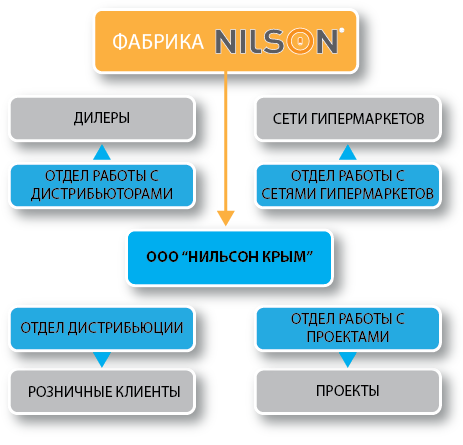 ФАБРИКА NILSON®
ДИЛЕРЫ
СЕТИ ГИПЕРМАРКЕТОВ
ОТДЕЛ РАБОТЫ С
ДИСТРИБЬЮТОРАМИ
ОТДЕЛ РАБОТЫ С
СЕТЯМИ ГИПЕРМАРКЕТОВ
ООО “НИЛЬСОН КРЫМ”
ОТДЕЛ ДИСТРИБЬЮЦИИ
ОТДЕЛ РАБОТЫ С
ПРОЕКТАМИ
РОЗНИЧНЫЕ КЛИЕНТЫ
ПРОЕКТЫ